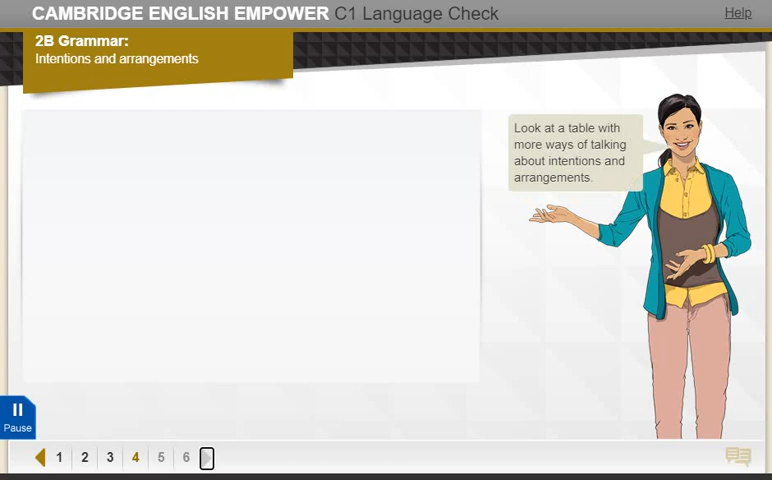 CAMBRIDGE ENGLISH EMPOWER C1 Language Check
Help
2B Grammar:
Intentions and arrangements
Look at a table with
more ways of talking
about intentions and
arrangements.
Pause
1 2 3 4 5 6